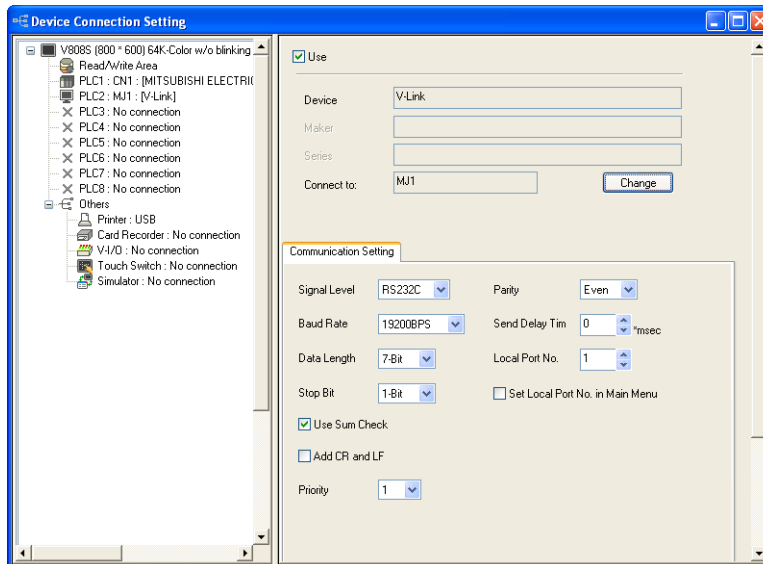 Device Connection Setting
V808S (800 * 600) 64K-Color w/o blinking
Read/Write Area
PLC1 : CN1 : [MITSUBISHI ELECTRI
PLC2 : MJ1 : [V-Link]
PLC3 : No connection
PLC4 : No connection
PLC5 : No connection
PLC6 : No connection
PLC7 : No connection
PLC8 : No connection
Others
Printer : USB
Card Recorder : No connection
V-I/O : No connection
Touch Switch : No connection
Simulator : No connection
Use
Device V-Link
Maker
Series
Connect to: MJ1 Change
Communication Setting
Signal Level RS232C Parity Even
Baud Rate 19200BPS Send Delay Tim 0 *msec
Data Length 7-Bit Local Port No. 1
Stop Bit 1-Bit Set Local Port No. in Main Menu
Use Sum Check
Add CR and LF
Priority 1